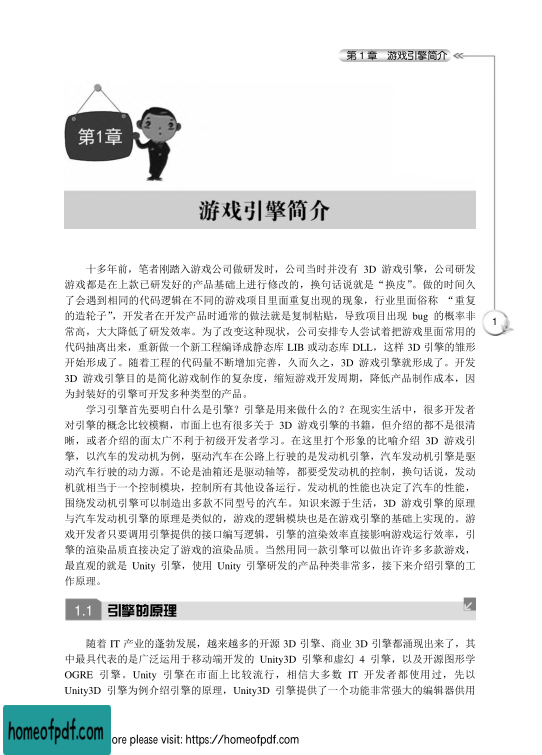 第 1 章　游戏引擎简介
第1章
游戏引擎简介
十多年前，笔者刚踏入游戏公司做研发时，公司当时并没有 3D 游戏引擎，公司研发
游戏都是在上款已研发好的产品基础上进行修改的，换句话说就是“换皮”。做的时间久
了会遇到相同的代码逻辑在不同的游戏项目里面重复出现的现象，行业里面俗称 “重复
的造轮子”，开发者在开发产品时通常的做法就是复制粘贴，导致项目出现 bug 的概率非
常高，大大降低了研发效率。为了改变这种现状，公司安排专人尝试着把游戏里面常用的
代码抽离出来，重新做一个新工程编译成静态库 LIB 或动态库 DLL，这样 3D 引擎的雏形
开始形成了。随着工程的代码量不断增加完善，久而久之，3D 游戏引擎就形成了。开发
3D 游戏引擎目的是简化游戏制作的复杂度，缩短游戏开发周期，降低产品制作成本，因
为封装好的引擎可开发多种类型的产品。
学习引擎首先要明白什么是引擎？引擎是用来做什么的？在现实生活中，很多开发者
对引擎的概念比较模糊，市面上也有很多关于 3D 游戏引擎的书籍，但介绍的都不是很清
晰，或者介绍的面太广不利于初级开发者学习。在这里打个形象的比喻介绍 3D 游戏引
擎，以汽车的发动机为例，驱动汽车在公路上行驶的是发动机引擎，汽车发动机引擎是驱
动汽车行驶的动力源。不论是油箱还是驱动轴等，都要受发动机的控制，换句话说，发动
机就相当于一个控制模块，控制所有其他设备运行。发动机的性能也决定了汽车的性能，
围绕发动机引擎可以制造出多款不同型号的汽车。知识来源于生活，3D 游戏引擎的原理
与汽车发动机引擎的原理是类似的，游戏的逻辑模块也是在游戏引擎的基础上实现的。游
戏开发者只要调用引擎提供的接口编写逻辑，引擎的渲染效率直接影响游戏运行效率，引
擎的渲染品质直接决定了游戏的渲染品质。当然用同一款引擎可以做出许许多多款游戏，
最直观的就是 Unity 引擎，使用 Unity 引擎研发的产品种类非常多，接下来介绍引擎的工
作原理。
1
1.1 引擎的原理
随着 IT 产业的蓬勃发展，越来越多的开源 3D 引擎、商业 3D 引擎都涌现出来了，其
中最具代表的是广泛运用于移动端开发的 Unity3D 引擎和虚幻 4 引擎，以及开源图形学
OGRE 引擎。Unity 引擎在市面上比较流行，相信大多数 IT 开发者都使用过，先以
Unity3D 引擎为例介绍引擎的原理，Unity3D 引擎提供了一个功能非常强大的编辑器供用
homeofpdf.com
ore please visit: https://homeofpdf.com